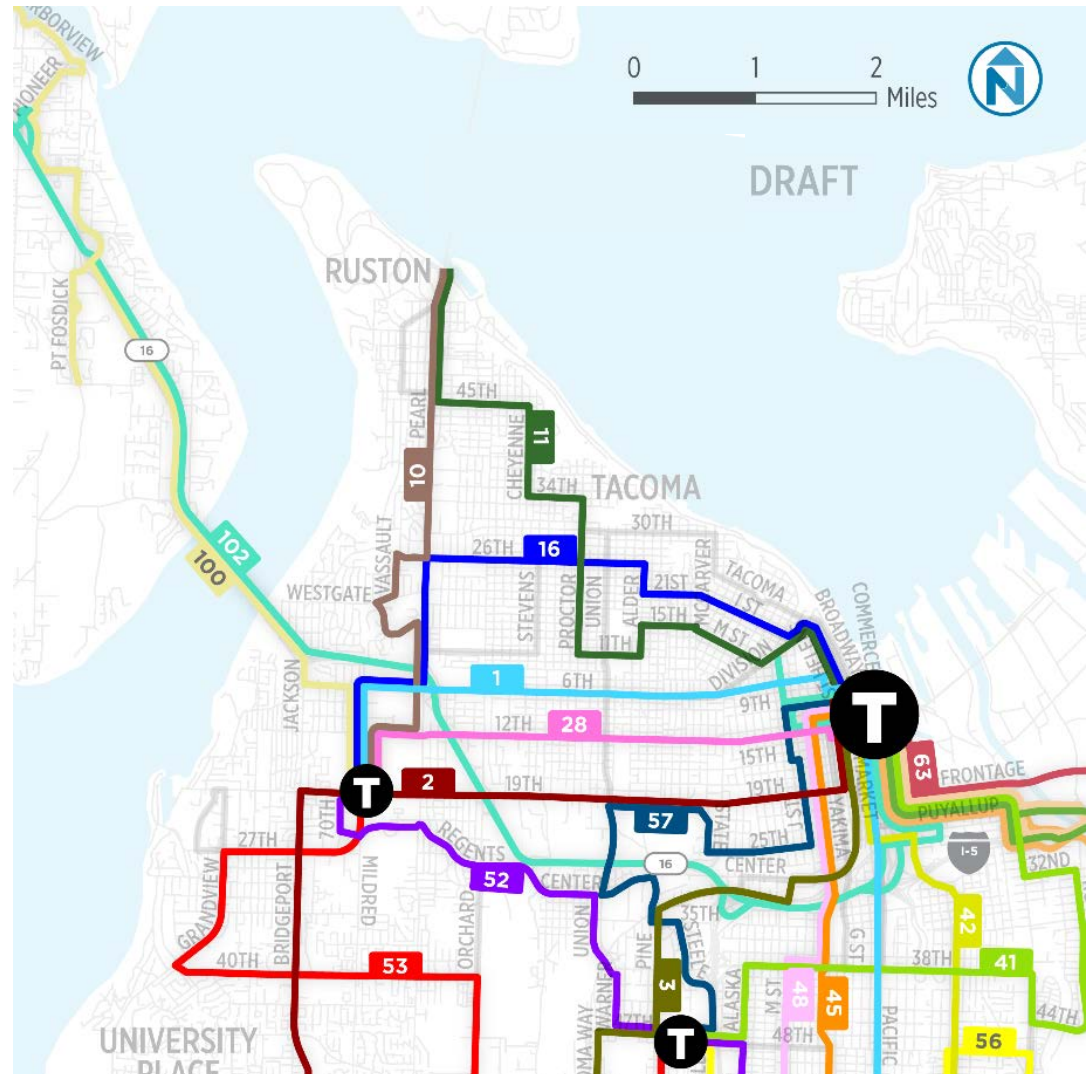 ARBORVIEW
PIONEER
0 1 2 Miles
N
DRAFT
RUSTON
PT FOSDICK
16
45TH
PEARL
CHEYENNE
11
10
34TH
TACOMA
30TH
102
100
VASSAULT
26TH
16
WESTGATE
STEVENS
PROCTOR
UNION
ALDER
21ST
MCCARVER
TACOMA
I ST
15TH
M ST
11TH
DIVISION
BROADWAY
COMMERCE
JACKSON
1
6TH
9TH
T
12TH
28
15TH
63
FRONTAGE
MARKET
PUYALLUP
T
2
19TH
19TH
YAKIMA
70TH
57
STATE
25TH
I-5
27TH
REGENTS
16
CENTER
32ND
MILDRED
52
CENTER
GRANDVIEW
BRIDGEPORT
ORCHARD
UNION
PINE
35TH
STEELE
G ST
42
40TH
53
38TH
41
WARNER
3
ALASKA
M ST
48
45
44TH
T
48TH
PACIFIC
56
UNIVERSITY
PLACE